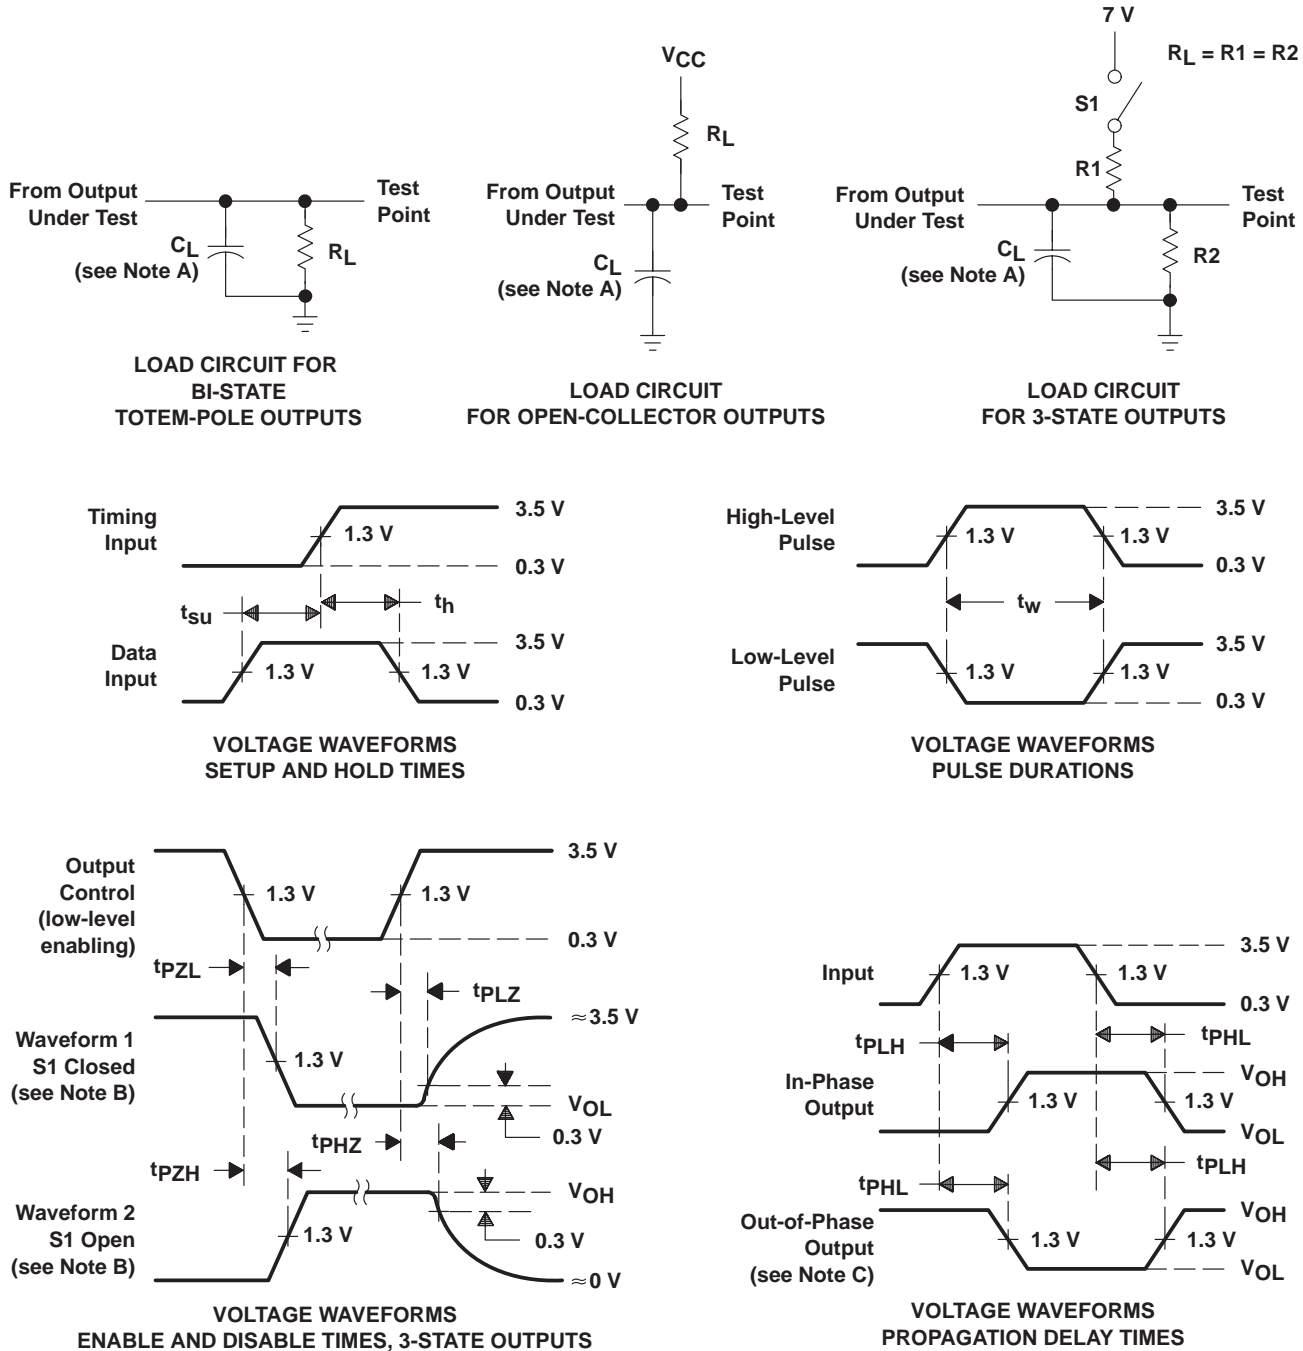 7 V
RL = R1 = R2
VCC
S1
RL
R1
From Output
Under Test
Test
Point
CL
(see Note A)
RL
From Output
Under Test
Test
Point
CL
(see Note A)
From Output
Under Test
Test
Point
CL
(see Note A)
R2
LOAD CIRCUIT FOR
BI-STATE
TOTEM-POLE OUTPUTS
LOAD CIRCUIT
FOR OPEN-COLLECTOR OUTPUTS
LOAD CIRCUIT
FOR 3-STATE OUTPUTS
Timing
Input
1.3 V
3.5 V
0.3 V
tsu
th
Data
Input
1.3 V
1.3 V
3.5 V
0.3 V
VOLTAGE WAVEFORMS
SETUP AND HOLD TIMES
High-Level
Pulse
1.3 V
1.3 V
3.5 V
0.3 V
tw
Low-Level
Pulse
1.3 V
1.3 V
3.5 V
0.3 V
VOLTAGE WAVEFORMS
PULSE DURATIONS
Output
Control
(low-level
enabling)
1.3 V
1.3 V
3.5 V
0.3 V
tPZL
tPLZ
Waveform 1
S1 Closed
(see Note B)
1.3 V
≈3.5 V
VOL
0.3 V
tPHZ
tPZH
Waveform 2
S1 Open
(see Note B)
1.3 V
VOH
0.3 V
≈0 V
VOLTAGE WAVEFORMS
ENABLE AND DISABLE TIMES, 3-STATE OUTPUTS
Input
1.3 V
1.3 V
3.5 V
0.3 V
tPLH
tPHL
In-Phase
Output
1.3 V
1.3 V
VOH
VOL
tPHL
tPLH
Out-of-Phase
Output
(see Note C)
1.3 V
1.3 V
VOH
VOL
VOLTAGE WAVEFORMS
PROPAGATION DELAY TIMES